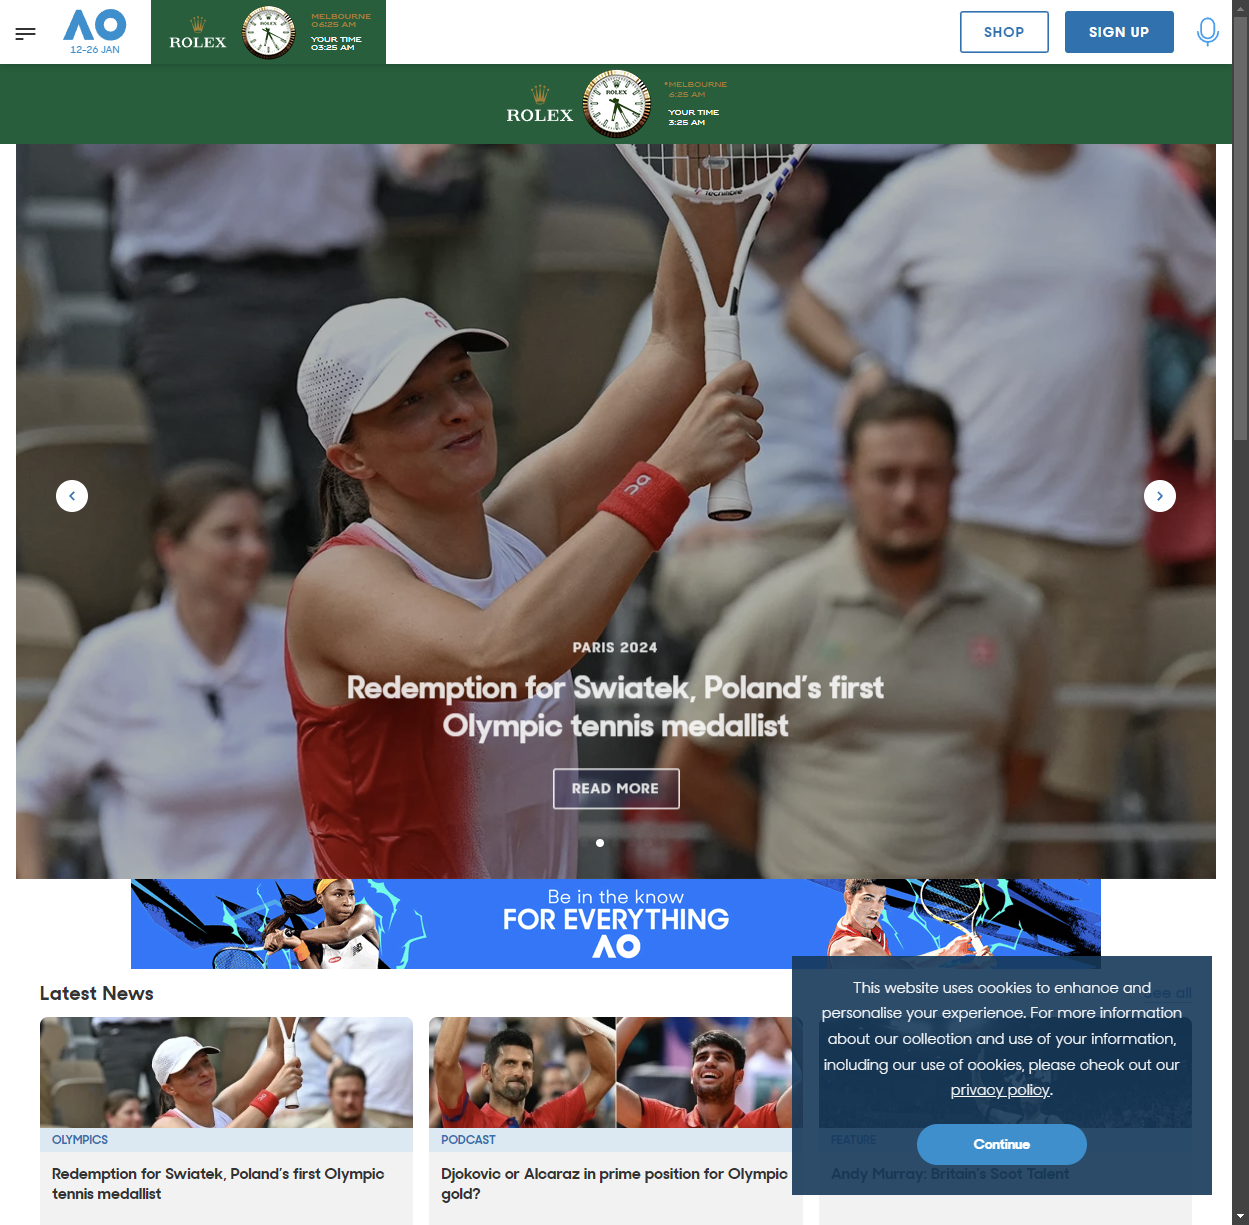 AO
12-26 JAN
ROLEX
ROLEX
MELBOURNE
06:25 AM
YOUR TIME
03:25 AM
SHOP
SIGN UP
ROLEX
ROLEX
*MELBOURNE
6:25 AM
YOUR TIME
3:25 AM
Tecnifibre
PARIS 2024
Redemption for Swiatek, Poland's first
Olympic tennis medallist
READ MORE
Be in the know
FOR EVERYTHING
AO
Latest News
See all
This website uses cookies to enhance and
personalise your experience. For more information
about our collection and use of your information,
including our use of cookies, please check out our
privacy policy.
Continue
OLYMPICS
Redemption for Swiatek, Poland's first Olympic
tennis medallist
PODCAST
Djokovic or Alcaraz in prime position for Olympic
gold?
FEATURE
Andy Murray: Britain's Scot Talent